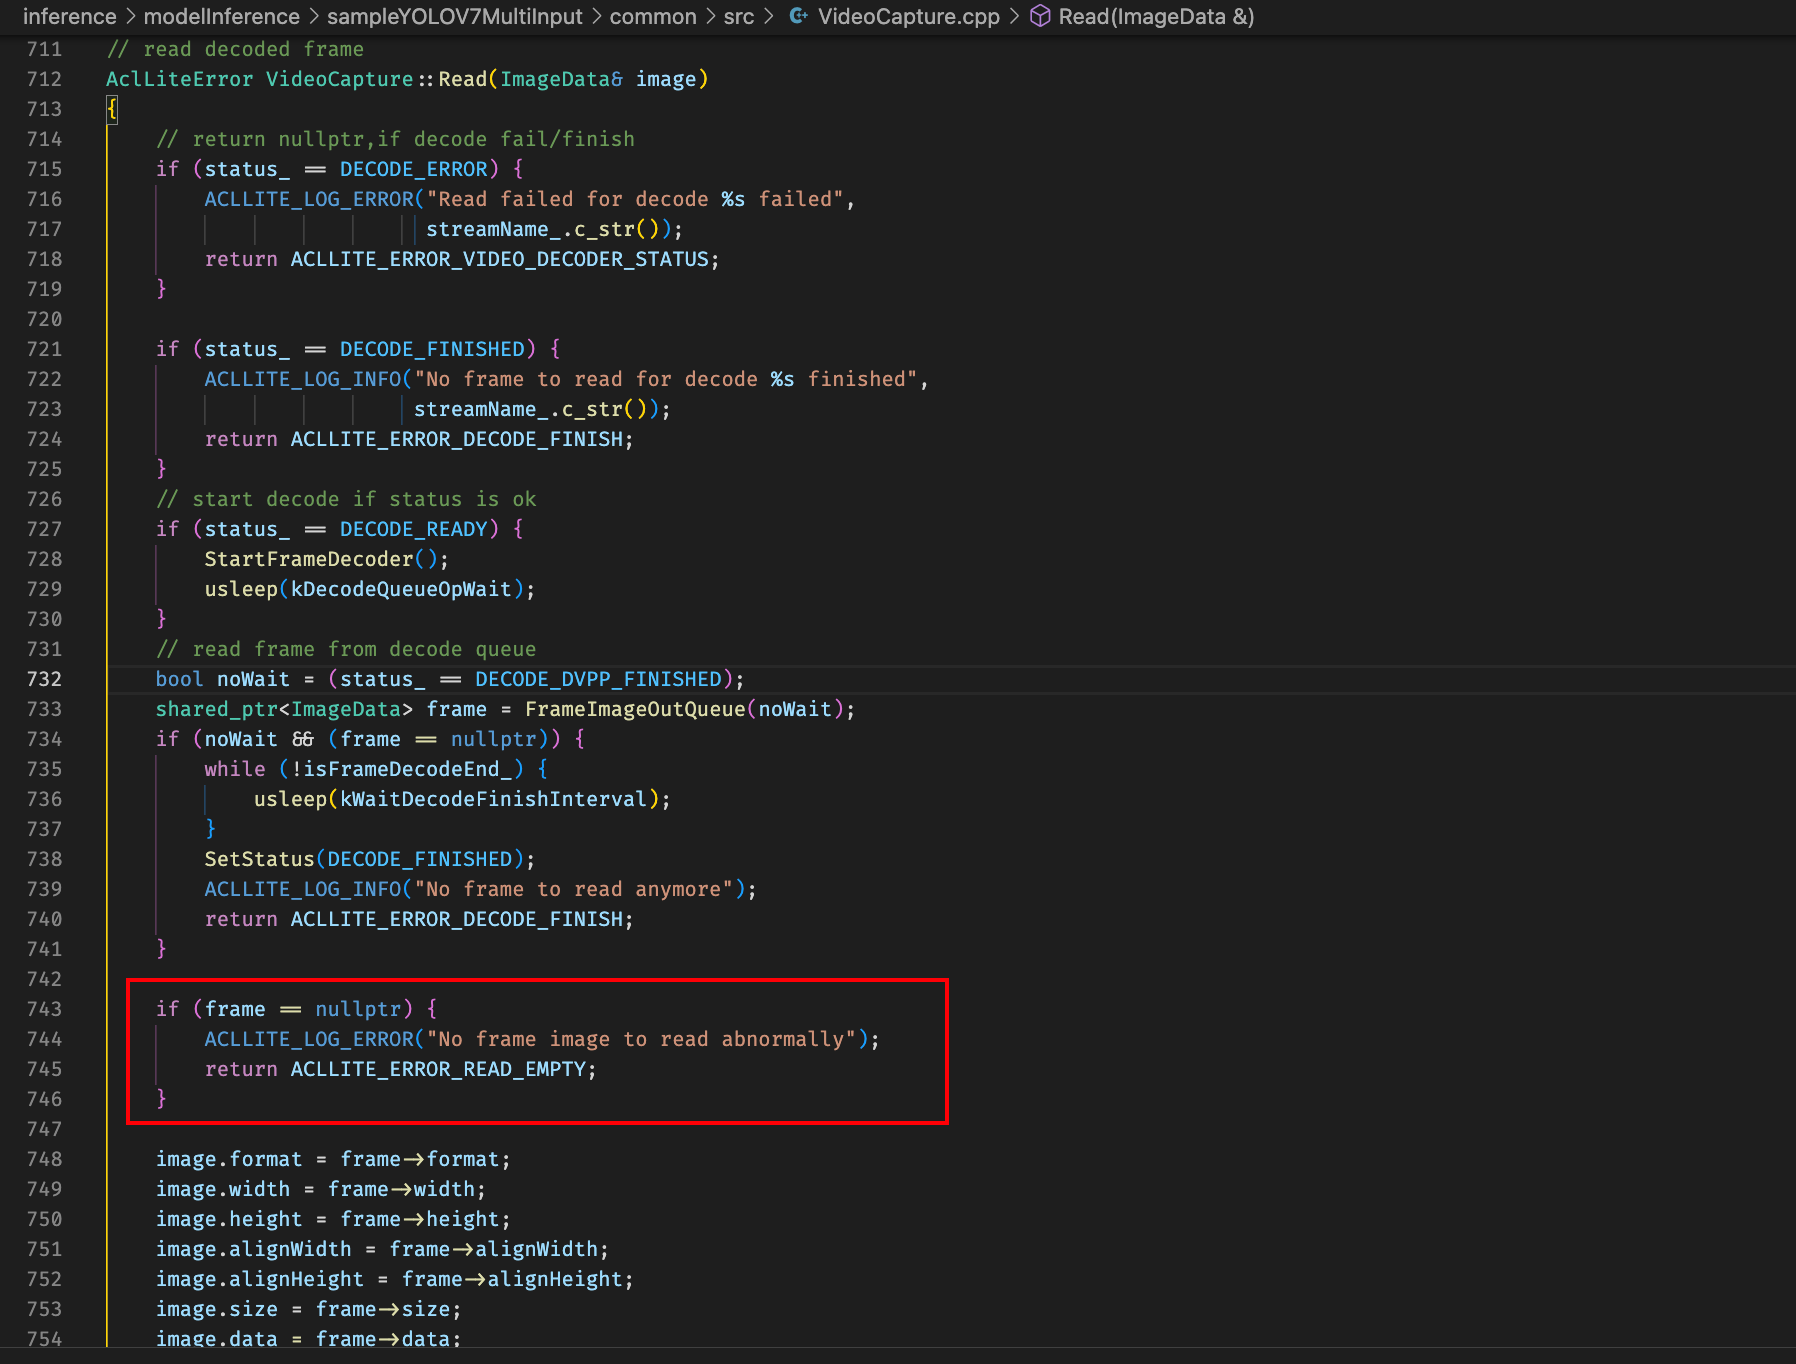 inference > modelInference > sampleYOLOV7MultiInput > common > src > VideoCapture.cpp > Read(ImageData &)
711 // read decoded frame
712 AclLiteError VideoCapture::Read(ImageData& image)
713 {
714     // return nullptr,if decode fail/finish
715     if (status_ == DECODE_ERROR) {
716         ACLLITE_LOG_ERROR("Read failed for decode %s failed",
717                           streamName_.c_str());
718         return ACLLITE_ERROR_VIDEO_DECODER_STATUS;
719     }
720
721     if (status_ == DECODE_FINISHED) {
722         ACLLITE_LOG_INFO("No frame to read for decode %s finished",
723                          streamName_.c_str());
724         return ACLLITE_ERROR_DECODE_FINISH;
725     }
726     // start decode if status is ok
727     if (status_ == DECODE_READY) {
728         StartFrameDecoder();
729         usleep(kDecodeQueueOpWait);
730     }
731     // read frame from decode queue
732     bool noWait = (status_ == DECODE_DVPP_FINISHED);
733     shared_ptr<ImageData> frame = FrameImageOutQueue(noWait);
734     if (noWait && (frame == nullptr)) {
735         while (!isFrameDecodeEnd_) {
736             usleep(kWaitDecodeFinishInterval);
737         }
738         SetStatus(DECODE_FINISHED);
739         ACLLITE_LOG_INFO("No frame to read anymore");
740         return ACLLITE_ERROR_DECODE_FINISH;
741     }
742
743     if (frame == nullptr) {
744         ACLLITE_LOG_ERROR("No frame image to read abnormally");
745         return ACLLITE_ERROR_READ_EMPTY;
746     }
747
748     image.format = frame->format;
749     image.width = frame->width;
750     image.height = frame->height;
751     image.alignWidth = frame->alignWidth;
752     image.alignHeight = frame->alignHeight;
753     image.size = frame->size;
754     image.data = frame->data;